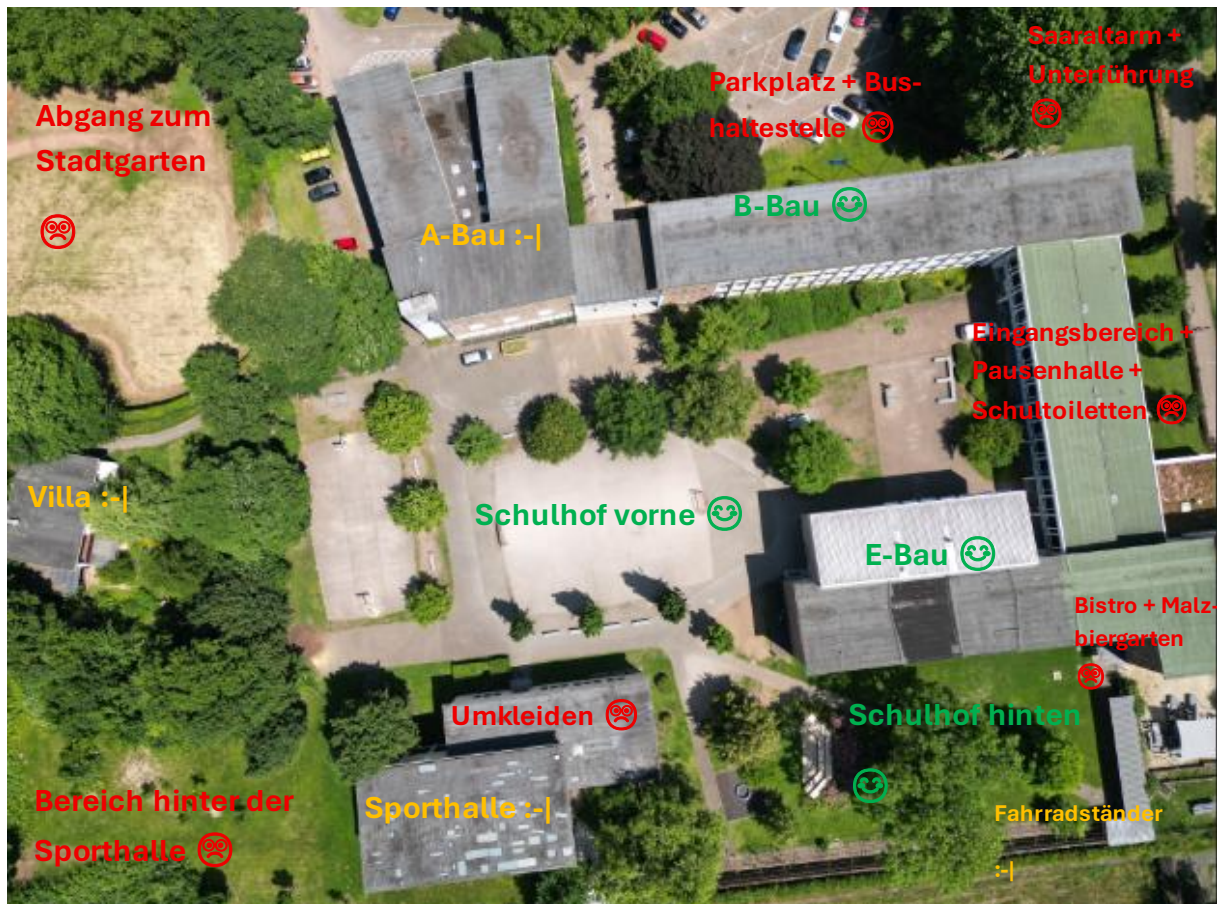 Saaraltarm +
Unterführung
Parkplatz + Bus-
haltestelle
Abgang zum
Stadtgarten
B-Bau
A-Bau :-|
Eingangsbereich +
Pausenhalle +
Schultoiletten
Villa :-|
Schulhof vorne
E-Bau
Bistro + Malz-
biergarten
Umkleiden
Schulhof hinten
Bereich hinter der
Sporthalle
Sporthalle :-|
Fahrradständer
:-|